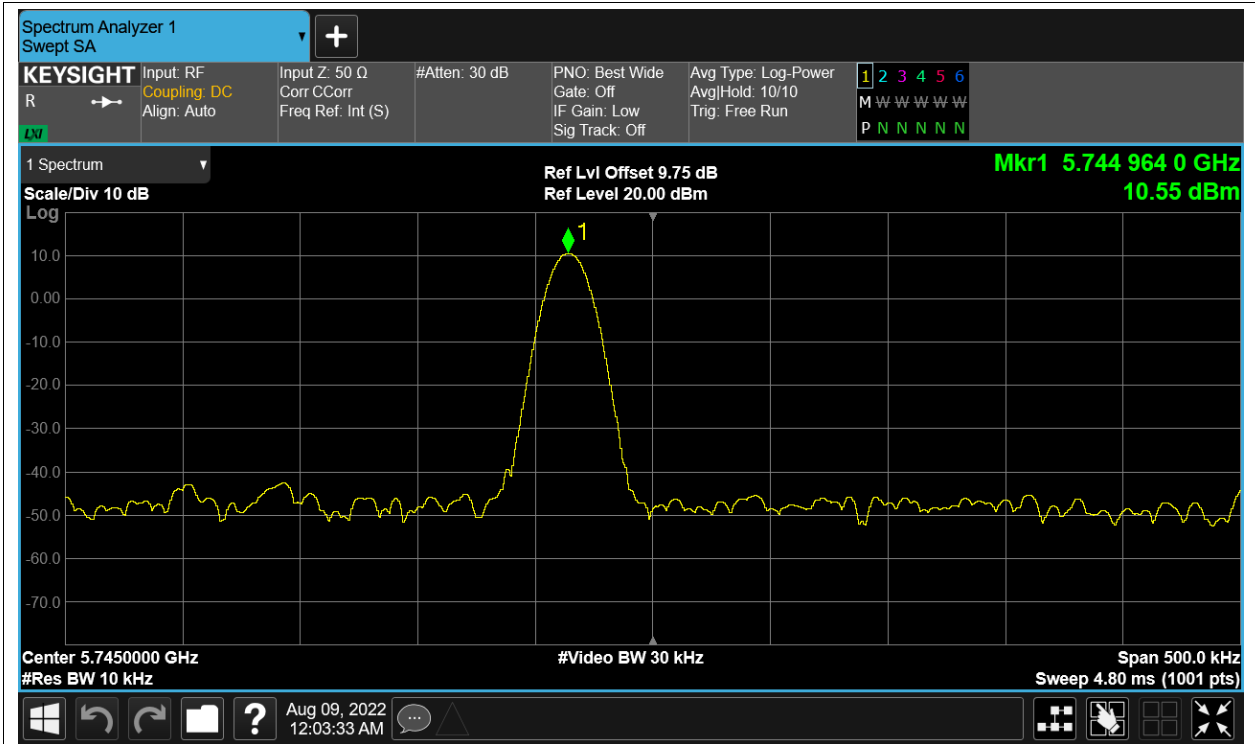 Spectrum Analyzer 1
Swept SA
+
KEYSIGHT
R
LXI
Input: RF
Coupling: DC
Align: Auto
Input Z: 50 Ω
Corr CCorr
Freq Ref: Int (S)
#Atten: 30 dB
PNO: Best Wide
Gate: Off
IF Gain: Low
Sig Track: Off
Avg Type: Log-Power
Avg|Hold: 10/10
Trig: Free Run
1 2 3 4 5 6
M W W W W W
P N N N N N
1 Spectrum
Scale/Div 10 dB
Log
Ref Lvl Offset 9.75 dB
Ref Level 20.00 dBm
Mkr1 5.744 964 0 GHz
10.55 dBm
1
10.0
0.00
-10.0
-20.0
-30.0
-40.0
-50.0
-60.0
-70.0
Center 5.7450000 GHz
#Res BW 10 kHz
#Video BW 30 kHz
Span 500.0 kHz
Sweep 4.80 ms (1001 pts)
?
Aug 09, 2022
12:03:33 AM